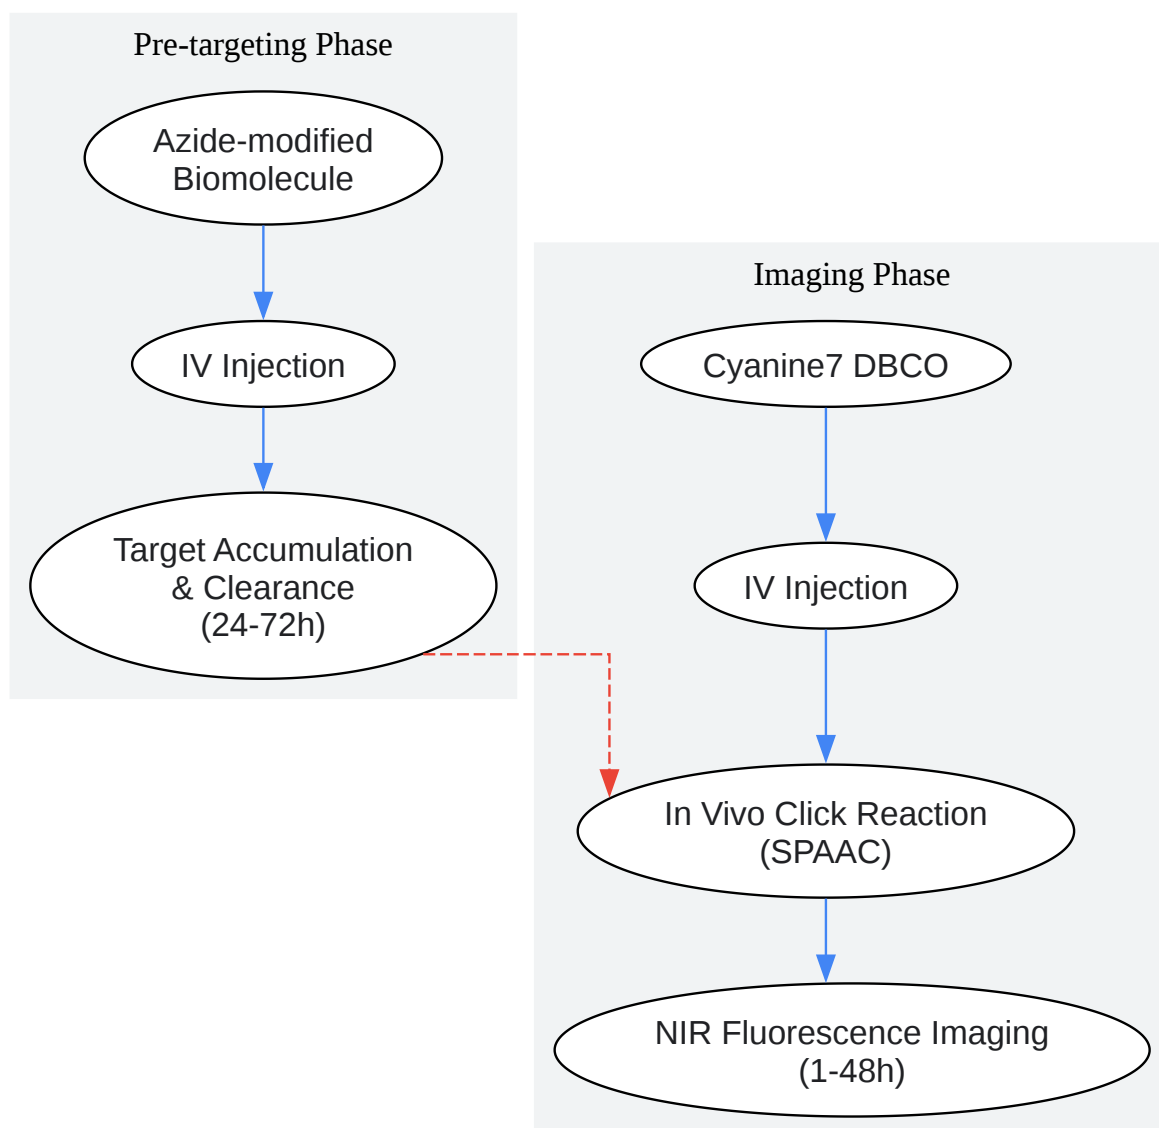 Pre-targeting Phase
Azide-modified
Biomolecule
IV Injection
Target Accumulation
& Clearance
(24-72h)
Imaging Phase
Cyanine7 DBCO
IV Injection
In Vivo Click Reaction
(SPAAC)
NIR Fluorescence Imaging
(1-48h)